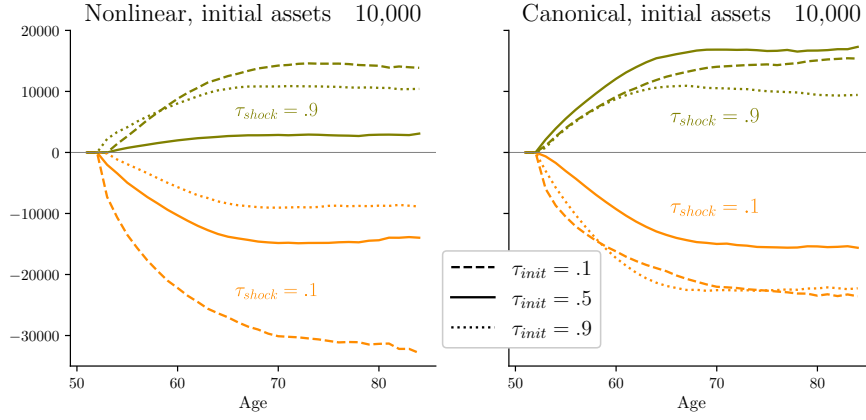 Nonlinear, initial assets 10,000
20000
10000
0
−10000
−20000
−30000
τshock = .9
τshock = .1
50 60 70 80
Age
Canonical, initial assets 10,000
τshock = .9
τshock = .1
τinit = .1
τinit = .5
τinit = .9
50 60 70 80
Age